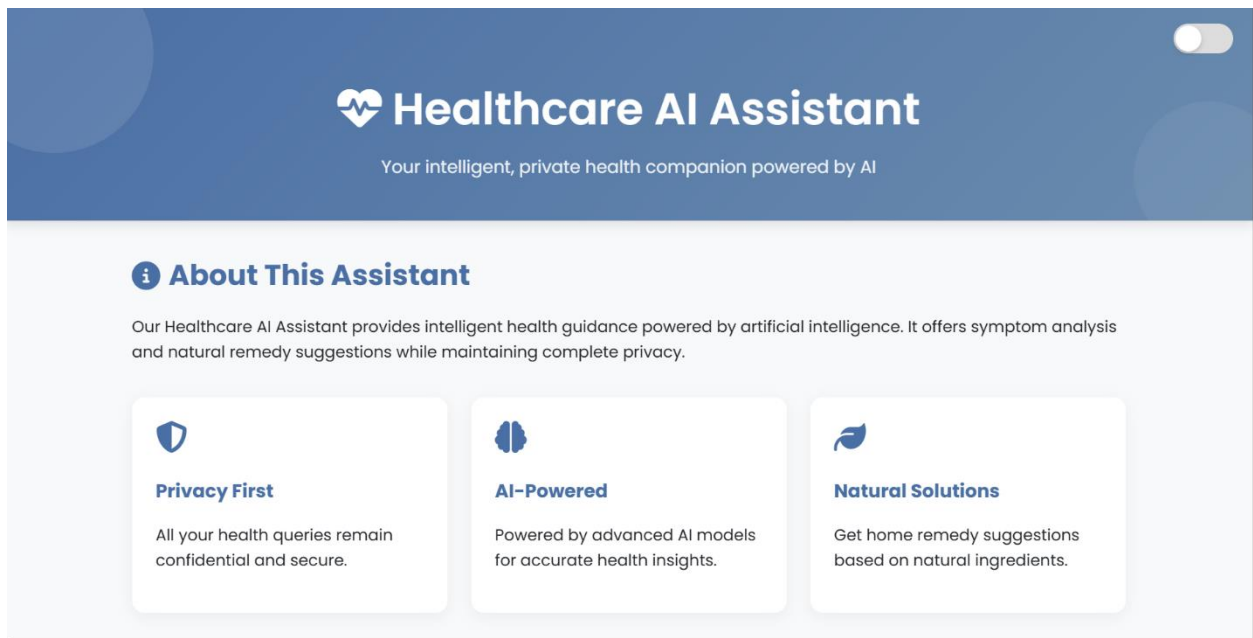 Healthcare AI Assistant
Your intelligent, private health companion powered by AI
About This Assistant
Our Healthcare AI Assistant provides intelligent health guidance powered by artificial intelligence. It offers symptom analysis
and natural remedy suggestions while maintaining complete privacy.
Privacy First
All your health queries remain
confidential and secure.
AI-Powered
Powered by advanced AI models
for accurate health insights.
Natural Solutions
Get home remedy suggestions
based on natural ingredients.